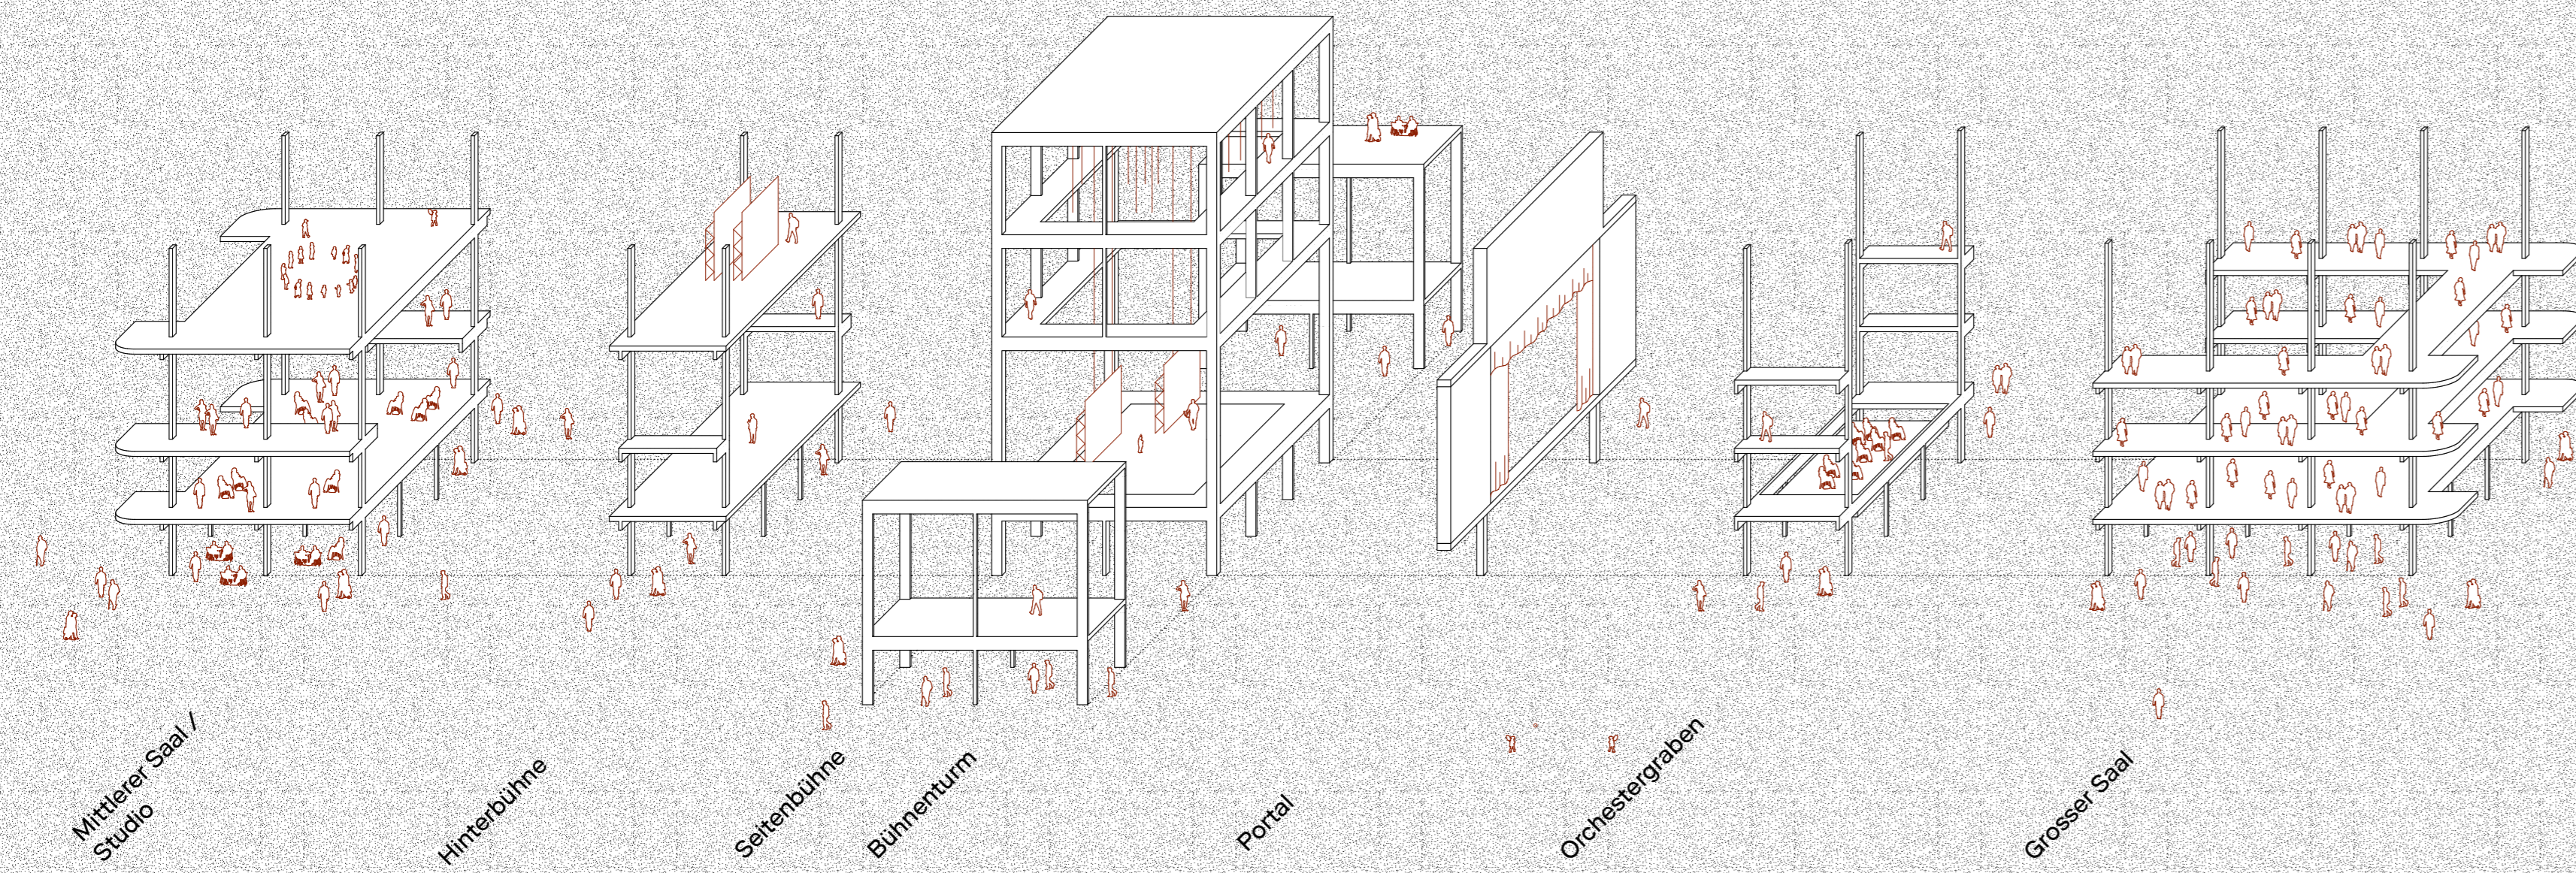 Mittlerer Saal /
Studio
Hinterbühne
Seitenbühne
Bühnenturm
Portal
Orchestergraben
Grosser Saal